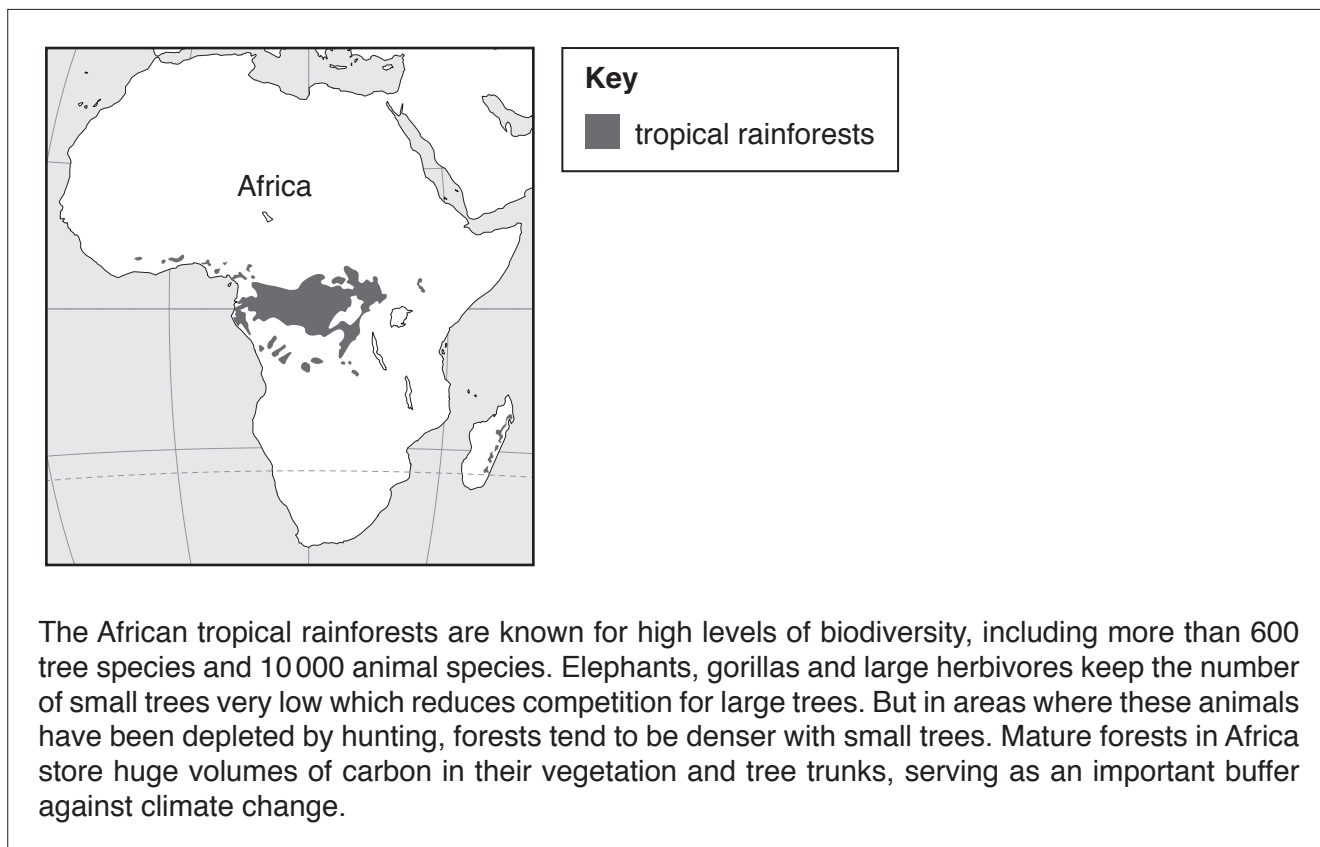 Key
tropical rainforests
Africa
The African tropical rainforests are known for high levels of biodiversity, including more than 600
tree species and 10 000 animal species. Elephants, gorillas and large herbivores keep the number
of small trees very low which reduces competition for large trees. But in areas where these animals
have been depleted by hunting, forests tend to be denser with small trees. Mature forests in Africa
store huge volumes of carbon in their vegetation and tree trunks, serving as an important buffer
against climate change.